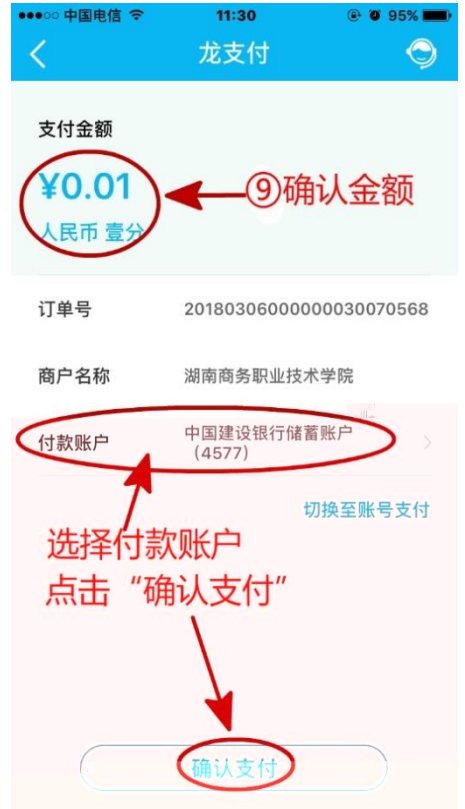 中国电信 11:30 95%
龙支付
支付金额
¥0.01
⑨确认金额
人民币 壹分
订单号 20180306000000030070568
商户名称 湖南商务职业技术学院
付款账户 中国建设银行储蓄账户
（4577）
切换至账号支付
选择付款账户
点击“确认支付”
确认支付